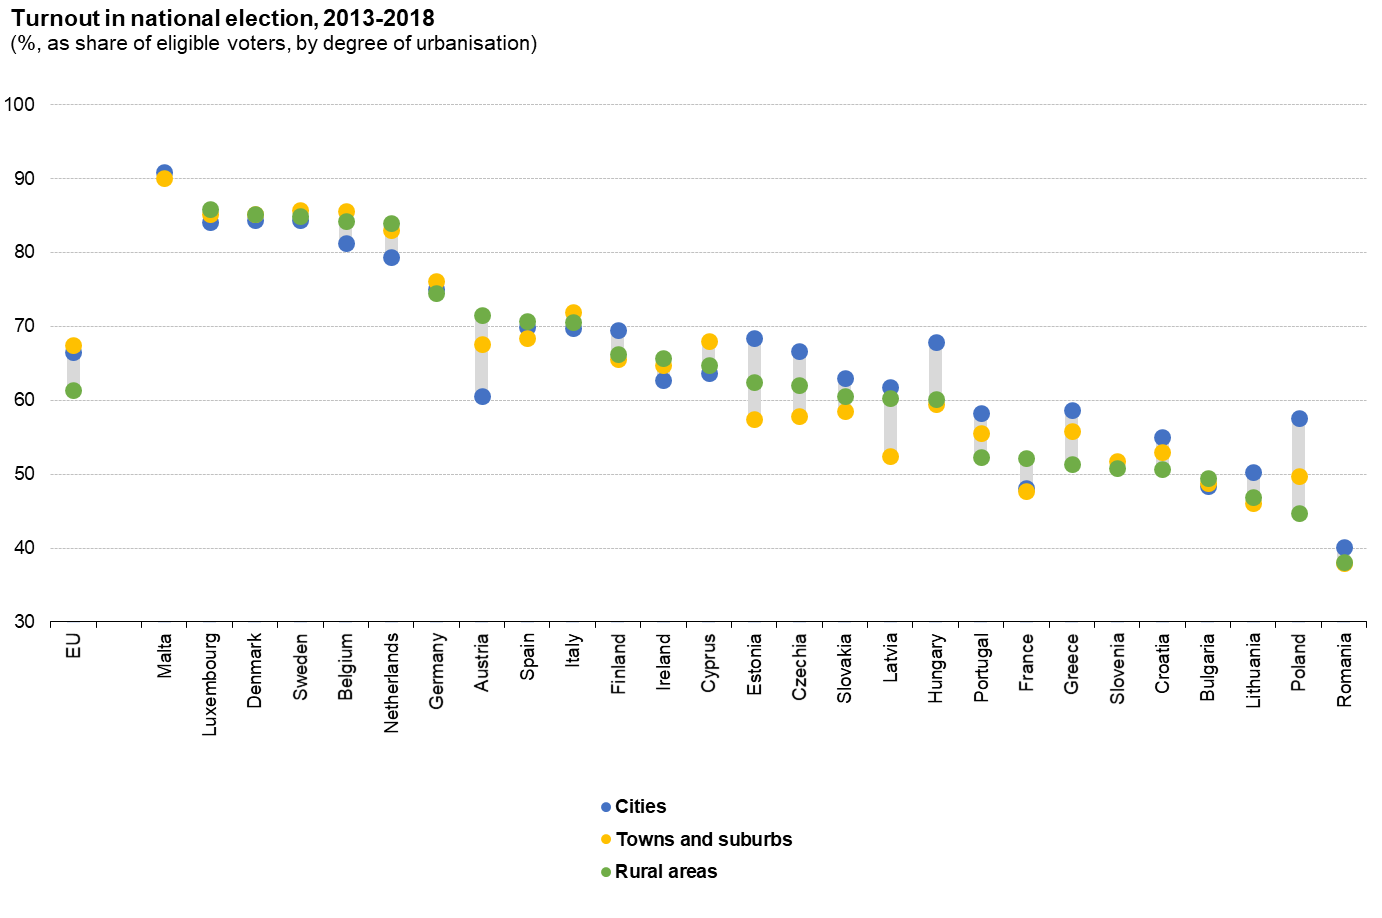 Turnout in national election, 2013-2018
(%, as share of eligible voters, by degree of urbanisation)
100
90
80
70
60
50
40
30
EU
Malta
Luxembourg
Denmark
Sweden
Belgium
Netherlands
Germany
Austria
Spain
Italy
Finland
Ireland
Cyprus
Estonia
Czechia
Slovakia
Latvia
Hungary
Portugal
France
Greece
Slovenia
Croatia
Bulgaria
Lithuania
Poland
Romania
Cities
Towns and suburbs
Rural areas